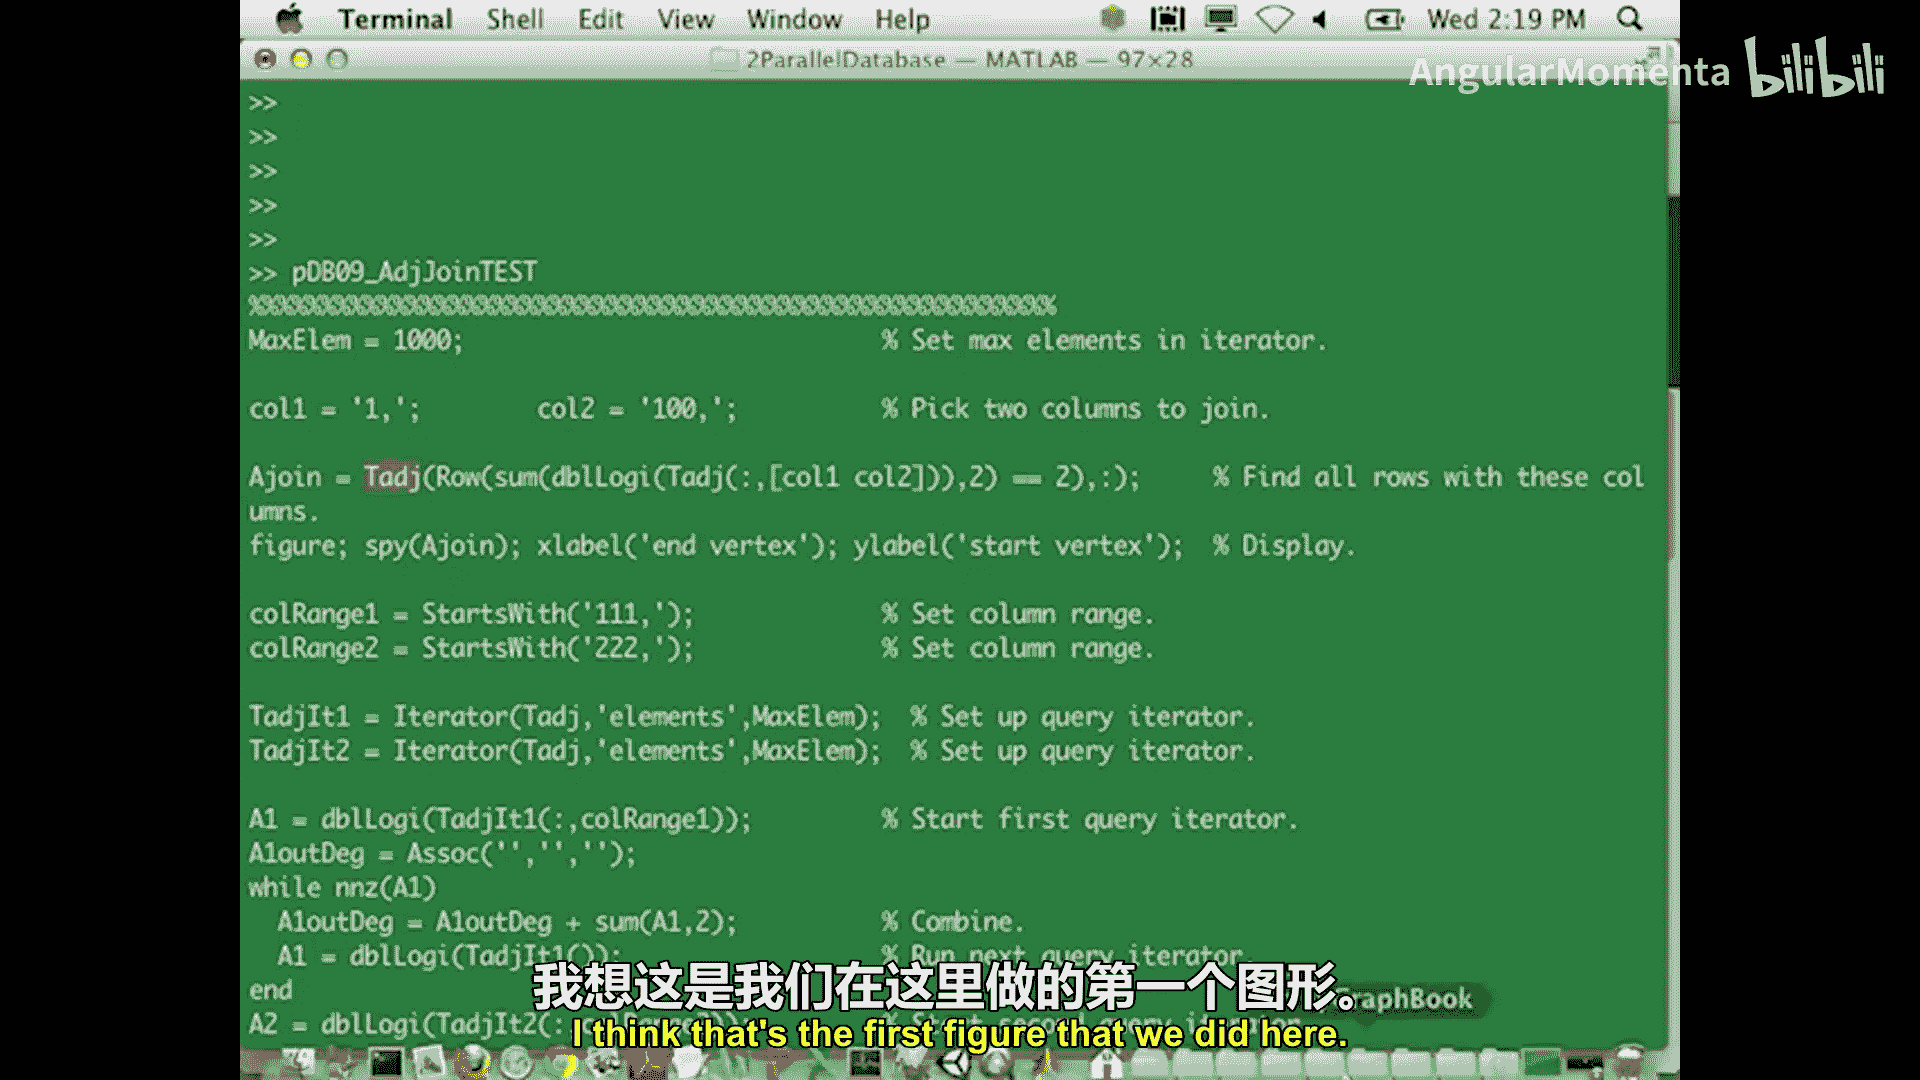 Terminal Shell Edit View Window Help Wed 2:19 PM
2ParallelDatabase — MATLAB — 97×28
AngularMomenta bilibili
>>
>>
>>
>>
>>
>> pDB09_AdjJoinTEST
%%%%%%%%%%%%%%%%%%%%%%%%%%%%%%%%%%%%%%%%%%%%%%%%%%%%%%%%
MaxElem = 1000; % Set max elements in iterator.
col1 = '1,'; col2 = '100,'; % Pick two columns to join.
Ajoin = Tadj(Row(sum(dblLogi(Tadj(:,[col1 col2])),2) == 2),:); % Find all rows with these col
umns.
figure; spy(Ajoin); xlabel('end vertex'); ylabel('start vertex'); % Display.
colRange1 = StartsWith('111,'); % Set column range.
colRange2 = StartsWith('222,'); % Set column range.
TadjIt1 = Iterator(Tadj,'elements',MaxElem); % Set up query iterator.
TadjIt2 = Iterator(Tadj,'elements',MaxElem); % Set up query iterator.
A1 = dblLogi(TadjIt1(:,colRange1)); % Start first query iterator.
A1outDeg = Assoc('','','');
while nnz(A1)
A1outDeg = A1outDeg + sum(A1,2); % Combine.
A1 = dblLogi(TadjIt1()); % Run next query iterator.
end
A2 = dblLogi(TadjIt2(:
GraphBook
我想这是我们在这里做的第一个图形。
I think that's the first figure that we did here.